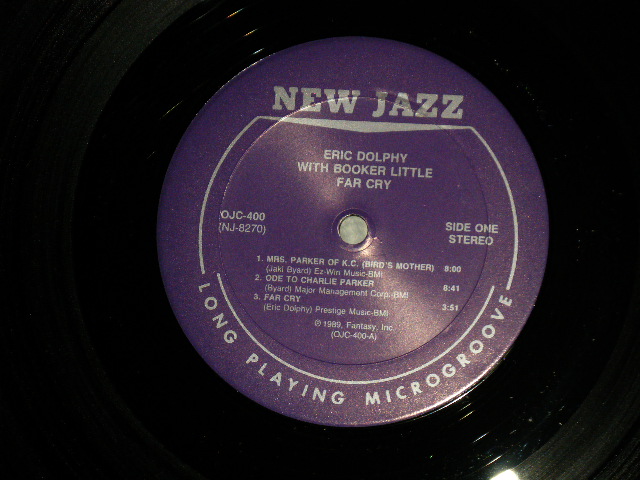 NEW JAZZ
ERIC DOLPHY
WITH BOOKER LITTLE
FAR CRY
OJC-400
(NJ-8270)
SIDE ONE
STEREO
1. MRS. PARKER OF K.C. (BIRD'S MOTHER) 8:00
(Jaki Byard) Ez-Win Music-BMI
2. ODE TO CHARLIE PARKER 8:41
(Byard) Major Management Corp.-BMI
3. FAR CRY 3:51
(Eric Dolphy) Prestige Music-BMI
℗ 1989, Fantasy, Inc.
(OJC-400-A)
LONG PLAYING MICROGROOVE